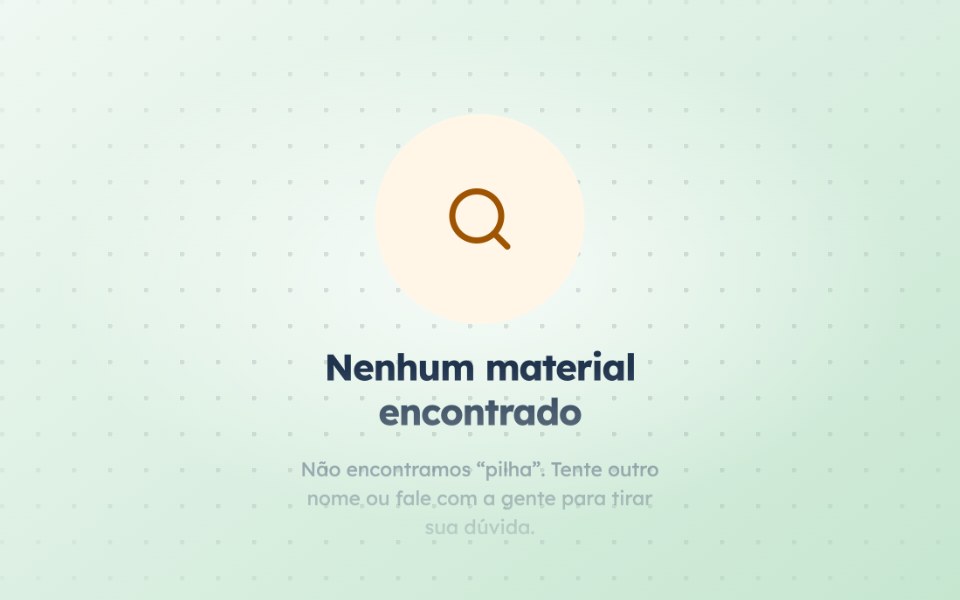 Nenhum material
encontrado
Não encontramos “pilha”. Tente outro
nome ou fale com a gente para tirar
sua dúvida.